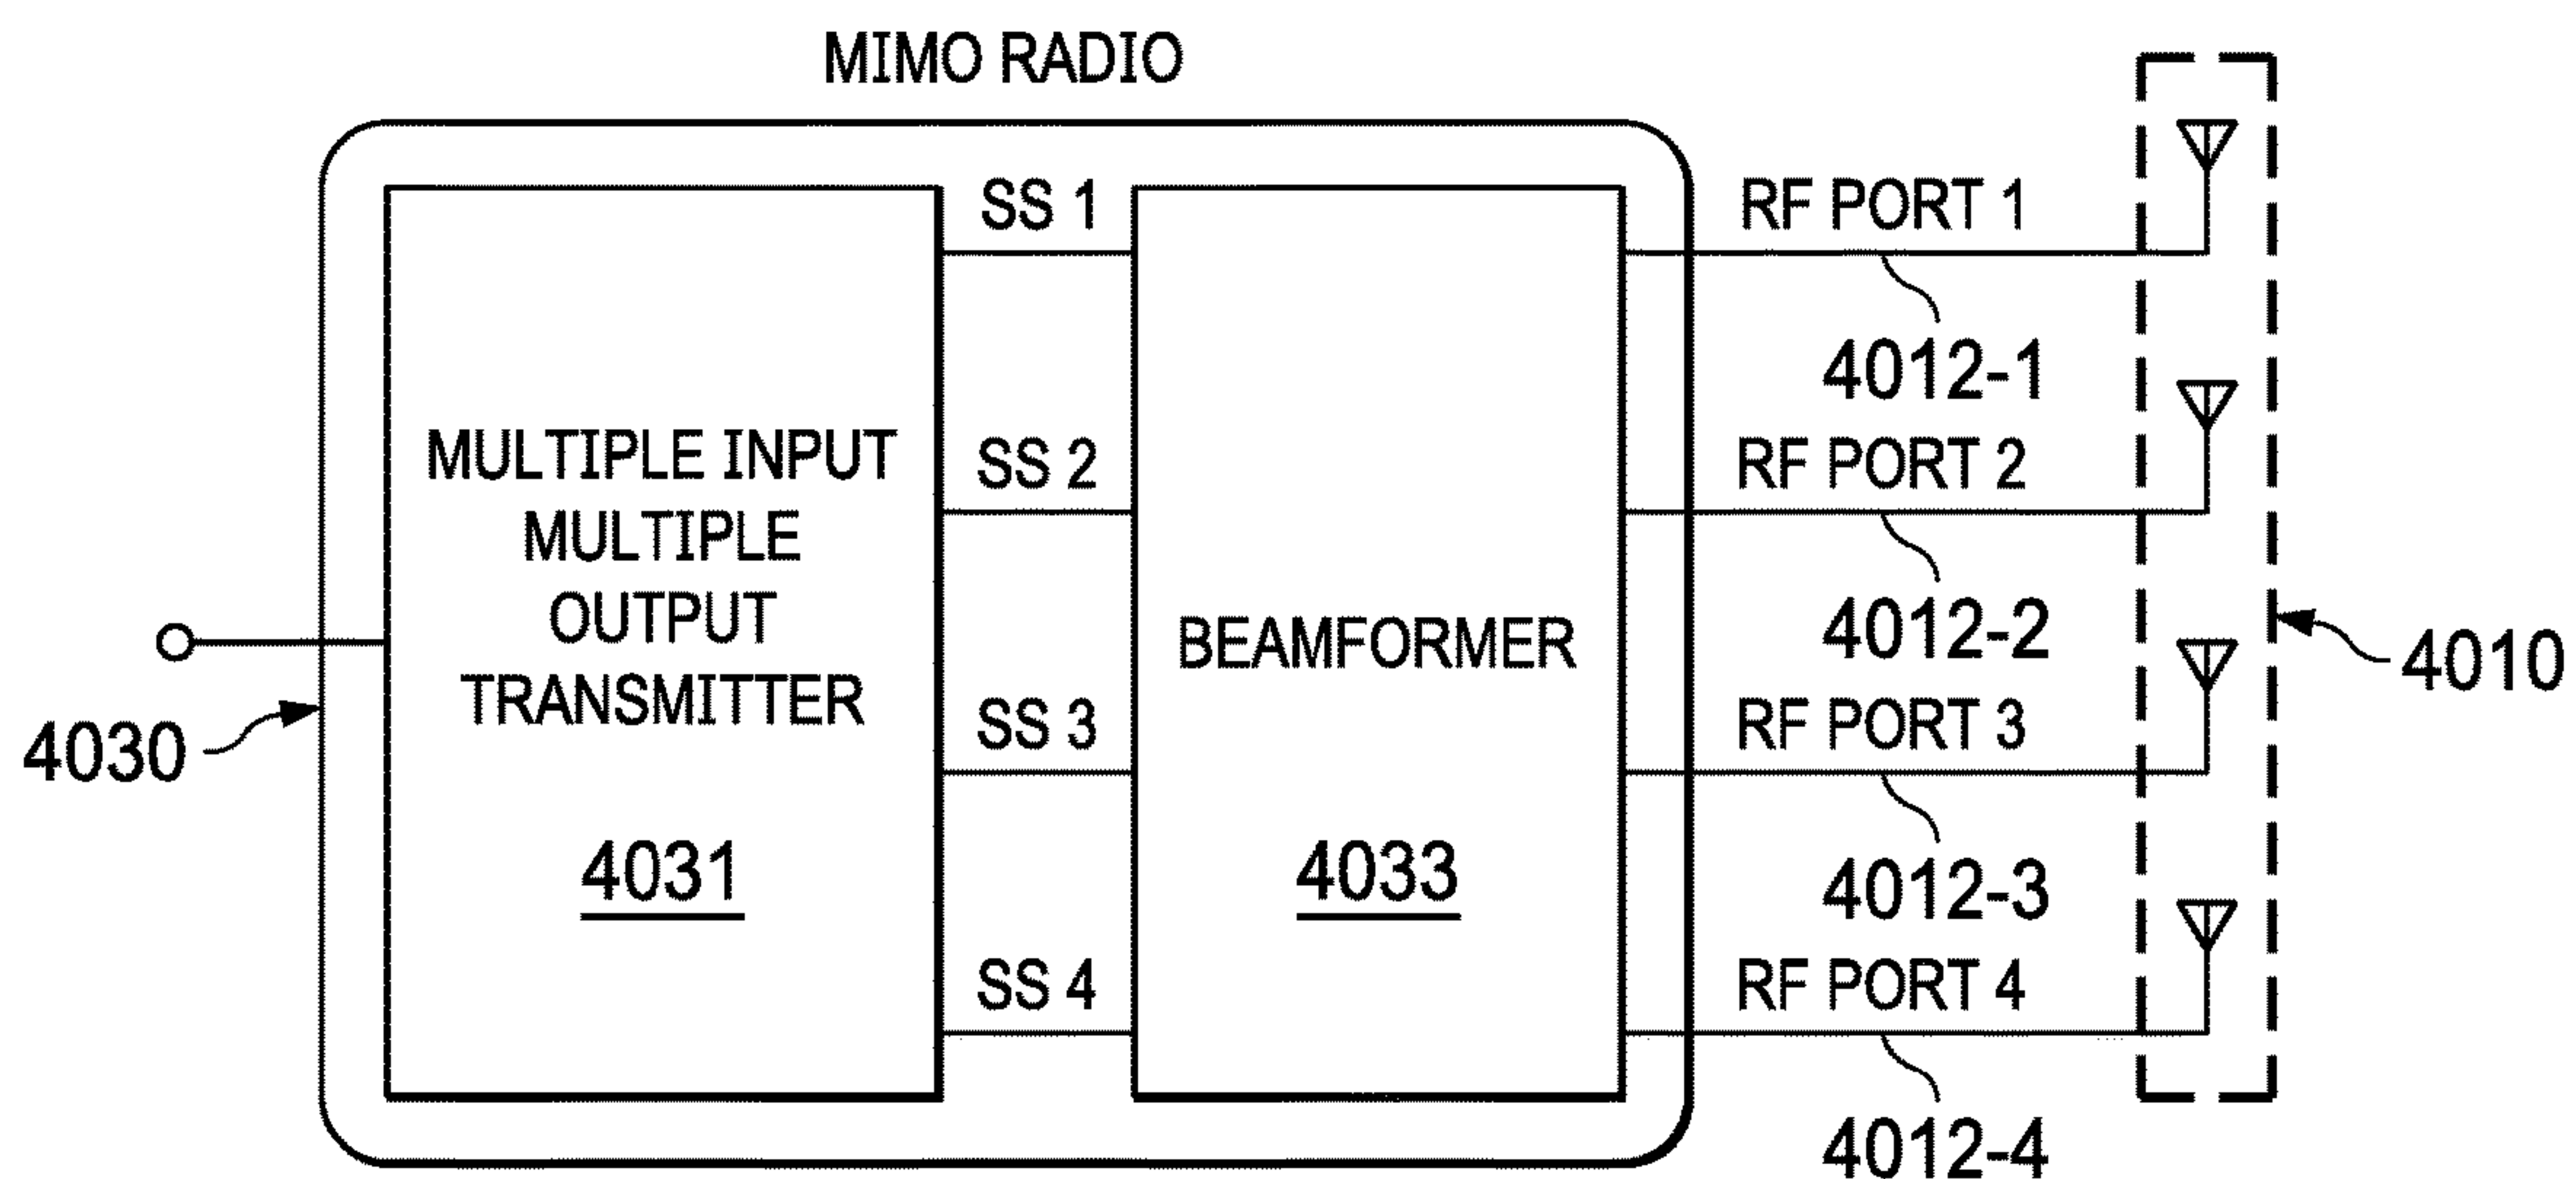 MIMO RADIO
SS 1
RF PORT 1
4012-1
MULTIPLE INPUT
MULTIPLE
OUTPUT
TRANSMITTER
SS 2
RF PORT 2
4012-2
BEAMFORMER
4010
4030
SS 3
RF PORT 3
4031
4033
4012-3
SS 4
RF PORT 4
4012-4